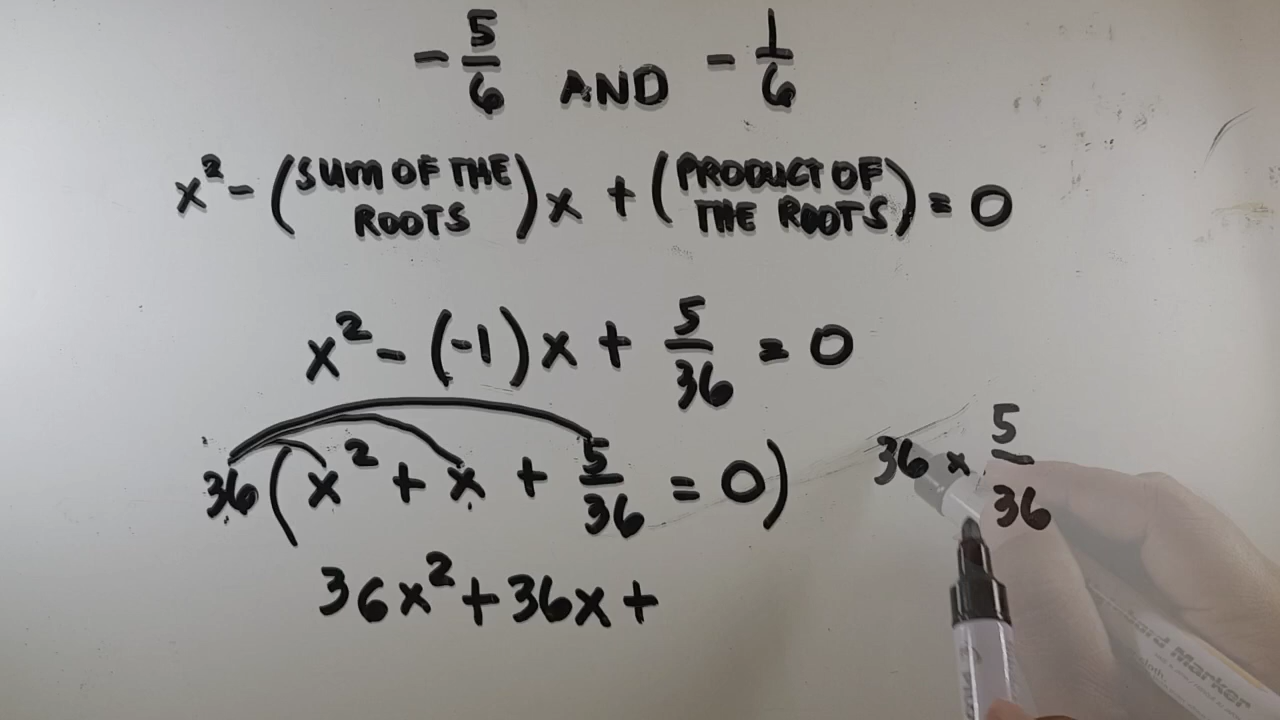 - 5/6 AND - 1/6
x² - (SUM OF THE ROOTS) x + (PRODUCT OF THE ROOTS) = 0
x² - (-1) x + 5/36 = 0
36 (x² + x + 5/36 = 0)
36 x 5/36
36x² + 36x +
Marker